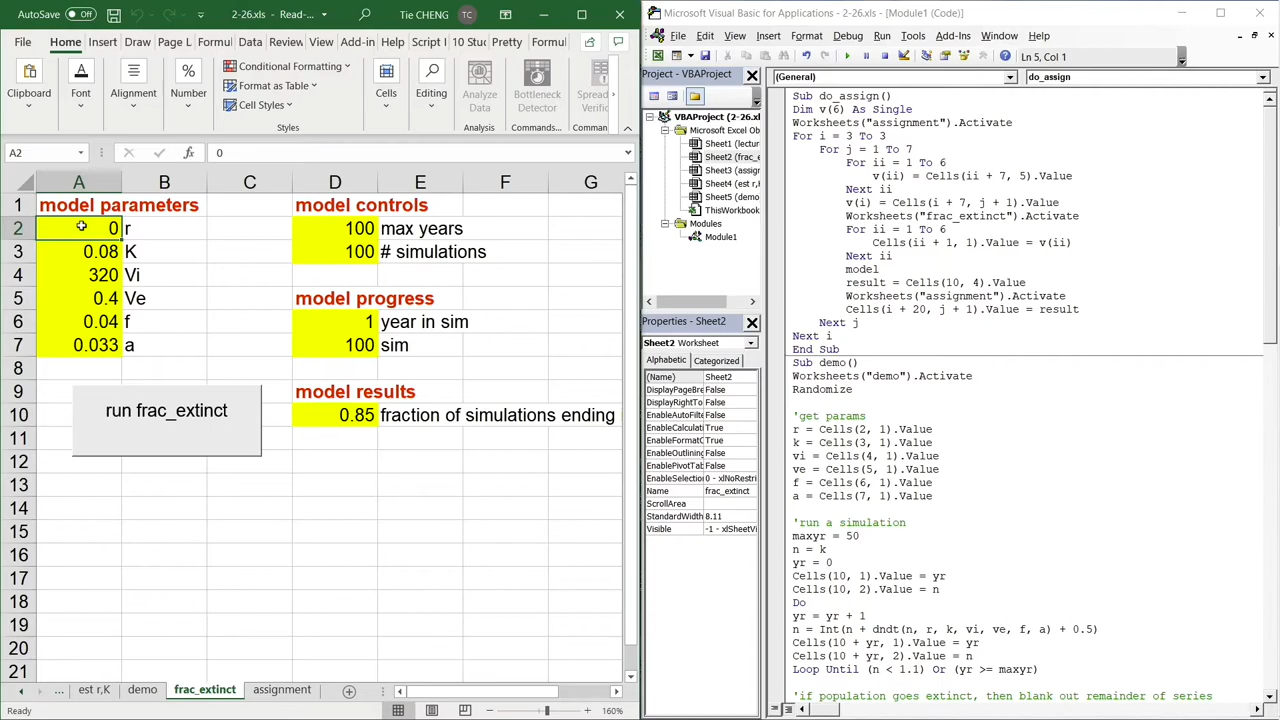 AutoSave Off 2-26.xls - Read-... Tie CHENG TC
Microsoft Visual Basic for Applications - 2-26.xls - [Module1 (Code)]
File Home Insert Draw Page L Formul Data Review View Add-in Help Script I 10 Star Pretty Formul
File Edit View Insert Format Debug Run Tools Add-Ins Window Help
Ln 5, Col 1
Clipboard Font Alignment Number
Conditional Formatting
Format as Table
Cell Styles
Styles
Cells Editing
Analyze Data
Analysis
Bottleneck Detector
Commands...
Spread Vi
Comman
A2 fx 0
A B C D E F G
1 model parameters model controls
2 0 r 100 max years
3 0.08 K 100 # simulations
4 320 Vi
5 0.4 Ve model progress
6 0.04 f 1 year in sim
7 0.033 a 100 sim
8
9 run frac_extinct model results
10 0.85 fraction of simulations ending
11
12
13
14
15
16
17
18
19
20
21
... est r,K demo frac_extinct assignment
160%
Project - VBAProject
VBAProject (2-26.xl
Microsoft Excel Ob
Sheet1 (lectur
Sheet2 (frac_e
Sheet3 (assig
Sheet4 (est r,K
Sheet5 (demo
ThisWorkbook
Modules
Module1
Properties - Sheet2
Sheet2 Worksheet
Alphabetic Categorized
(Name) Sheet2
DisplayPageBre False
DisplayRightTo False
EnableAutoFilte False
EnableCalculati True
EnableFormatC True
EnableOutlinin False
EnablePivotTab False
EnableSelection 0 - xlNoRestri
Name frac_extinct
ScrollArea
StandardWidth 8.11
Visible -1 - xlSheetVi
(General) do_assign
Sub do_assign()
Dim v(6) As Single
Worksheets("assignment").Activate
For i = 3 To 3
For j = 1 To 7
For ii = 1 To 6
v(ii) = Cells(ii + 7, 5).Value
Next ii
v(i) = Cells(i + 7, j + 1).Value
Worksheets("frac_extinct").Activate
For ii = 1 To 6
Cells(ii + 1, 1).Value = v(ii)
Next ii
model
result = Cells(10, 4).Value
Worksheets("assignment").Activate
Cells(i + 20, j + 1).Value = result
Next j
Next i
End Sub
Sub demo()
Worksheets("demo").Activate
Randomize
'get params
r = Cells(2, 1).Value
k = Cells(3, 1).Value
vi = Cells(4, 1).Value
ve = Cells(5, 1).Value
f = Cells(6, 1).Value
a = Cells(7, 1).Value
'run a simulation
maxyr = 50
n = k
yr = 0
Cells(10, 1).Value = yr
Cells(10, 2).Value = n
Do
yr = yr + 1
n = Int(n + dndt(n, r, k, vi, ve, f, a) + 0.5)
Cells(10 + yr, 1).Value = yr
Cells(10 + yr, 2).Value = n
Loop Until (n < 1.1) Or (yr >= maxyr)
'if population goes extinct, then blank out remainder of series